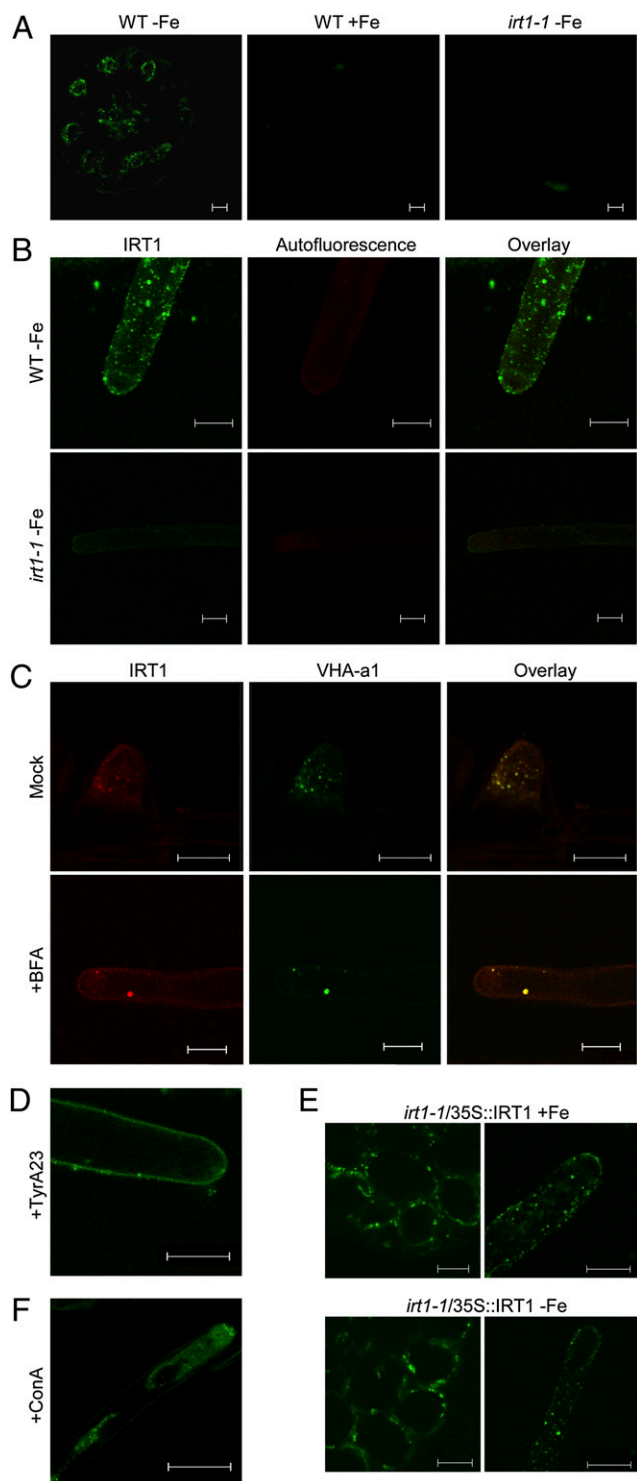 A
WT -Fe
WT +Fe
irt1-1 -Fe
B
IRT1
Autofluorescence
Overlay
WT -Fe
irt1-1 -Fe
C
IRT1
VHA-a1
Overlay
Mock
+BFA
D
+TyrA23
E
irt1-1/35S::IRT1 +Fe
irt1-1/35S::IRT1 -Fe
F
+ConA